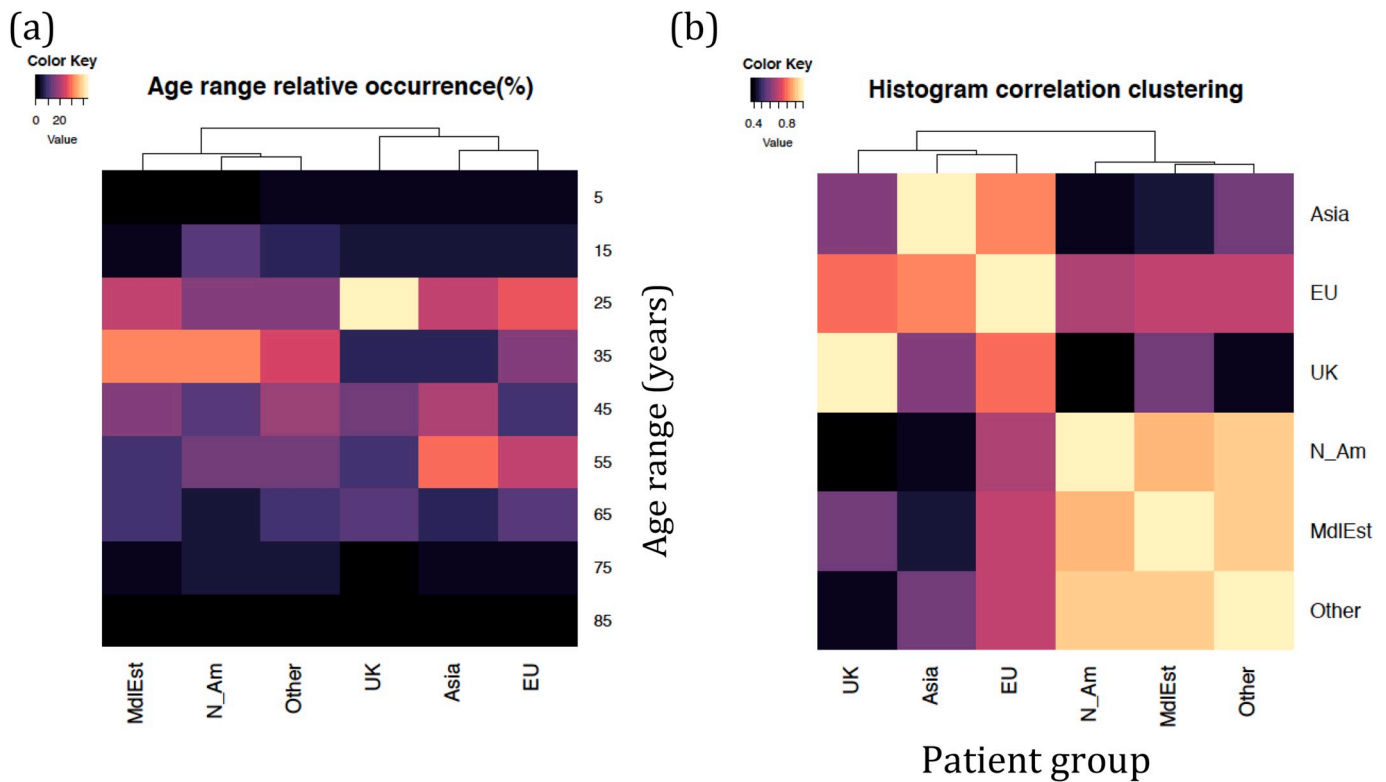 (a)
Color Key
0 20
Value
Age range relative occurrence(%)
5
15
25
35
45
55
65
75
85
Age range (years)
MdlEst
N_Am
Other
UK
Asia
EU
(b)
Color Key
0.4 0.8
Value
Histogram correlation clustering
Asia
EU
UK
N_Am
MdlEst
Other
UK
Asia
EU
N_Am
MdlEst
Other
Patient group